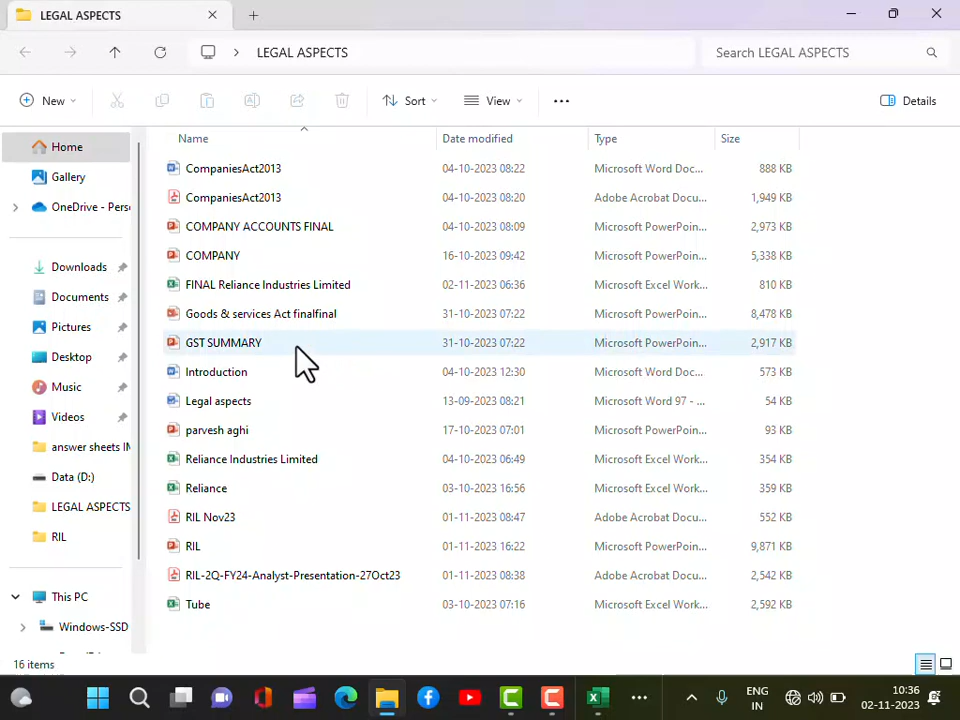 LEGAL ASPECTS
LEGAL ASPECTS
Search LEGAL ASPECTS
New
Sort
View
Details
Name Date modified Type Size
Home
Gallery
OneDrive - Pers
Downloads
Documents
Pictures
Desktop
Music
Videos
answer sheets IM
Data (D:)
LEGAL ASPECTS
RIL
This PC
Windows-SSD
CompaniesAct2013 04-10-2023 08:22 Microsoft Word Doc... 888 KB
CompaniesAct2013 04-10-2023 08:20 Adobe Acrobat Docu... 1,949 KB
COMPANY ACCOUNTS FINAL 04-10-2023 08:09 Microsoft PowerPoin... 2,973 KB
COMPANY 16-10-2023 09:42 Microsoft PowerPoin... 5,338 KB
FINAL Reliance Industries Limited 02-11-2023 06:36 Microsoft Excel Work... 810 KB
Goods & services Act finalfinal 31-10-2023 07:22 Microsoft PowerPoin... 8,478 KB
GST SUMMARY 31-10-2023 07:22 Microsoft PowerPoin... 2,917 KB
Introduction 04-10-2023 12:30 Microsoft Word Doc... 573 KB
Legal aspects 13-09-2023 08:21 Microsoft Word 97 - ... 54 KB
parvesh aghi 17-10-2023 07:01 Microsoft PowerPoin... 93 KB
Reliance Industries Limited 04-10-2023 06:49 Microsoft Excel Work... 354 KB
Reliance 03-10-2023 16:56 Microsoft Excel Work... 359 KB
RIL Nov23 01-11-2023 08:47 Adobe Acrobat Docu... 552 KB
RIL 01-11-2023 16:22 Microsoft PowerPoin... 9,871 KB
RIL-2Q-FY24-Analyst-Presentation-27Oct23 01-11-2023 08:38 Adobe Acrobat Docu... 2,542 KB
Tube 03-10-2023 07:16 Microsoft Excel Work... 2,592 KB
16 items
ENG
IN
10:36
02-11-2023